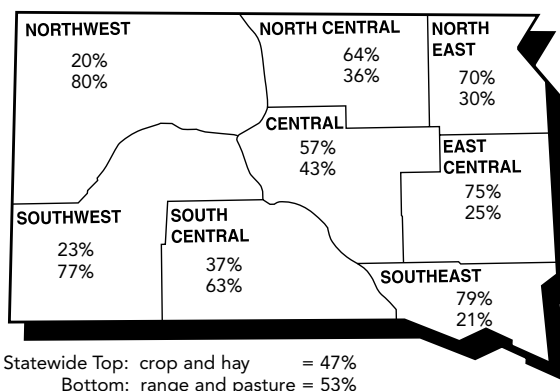 NORTHWEST
20%
80%
NORTH CENTRAL
64%
36%
NORTH
EAST
70%
30%
CENTRAL
57%
43%
EAST
CENTRAL
75%
25%
SOUTHWEST
23%
77%
SOUTH
CENTRAL
37%
63%
SOUTHEAST
79%
21%
Statewide Top: crop and hay = 47%
Bottom: range and pasture = 53%